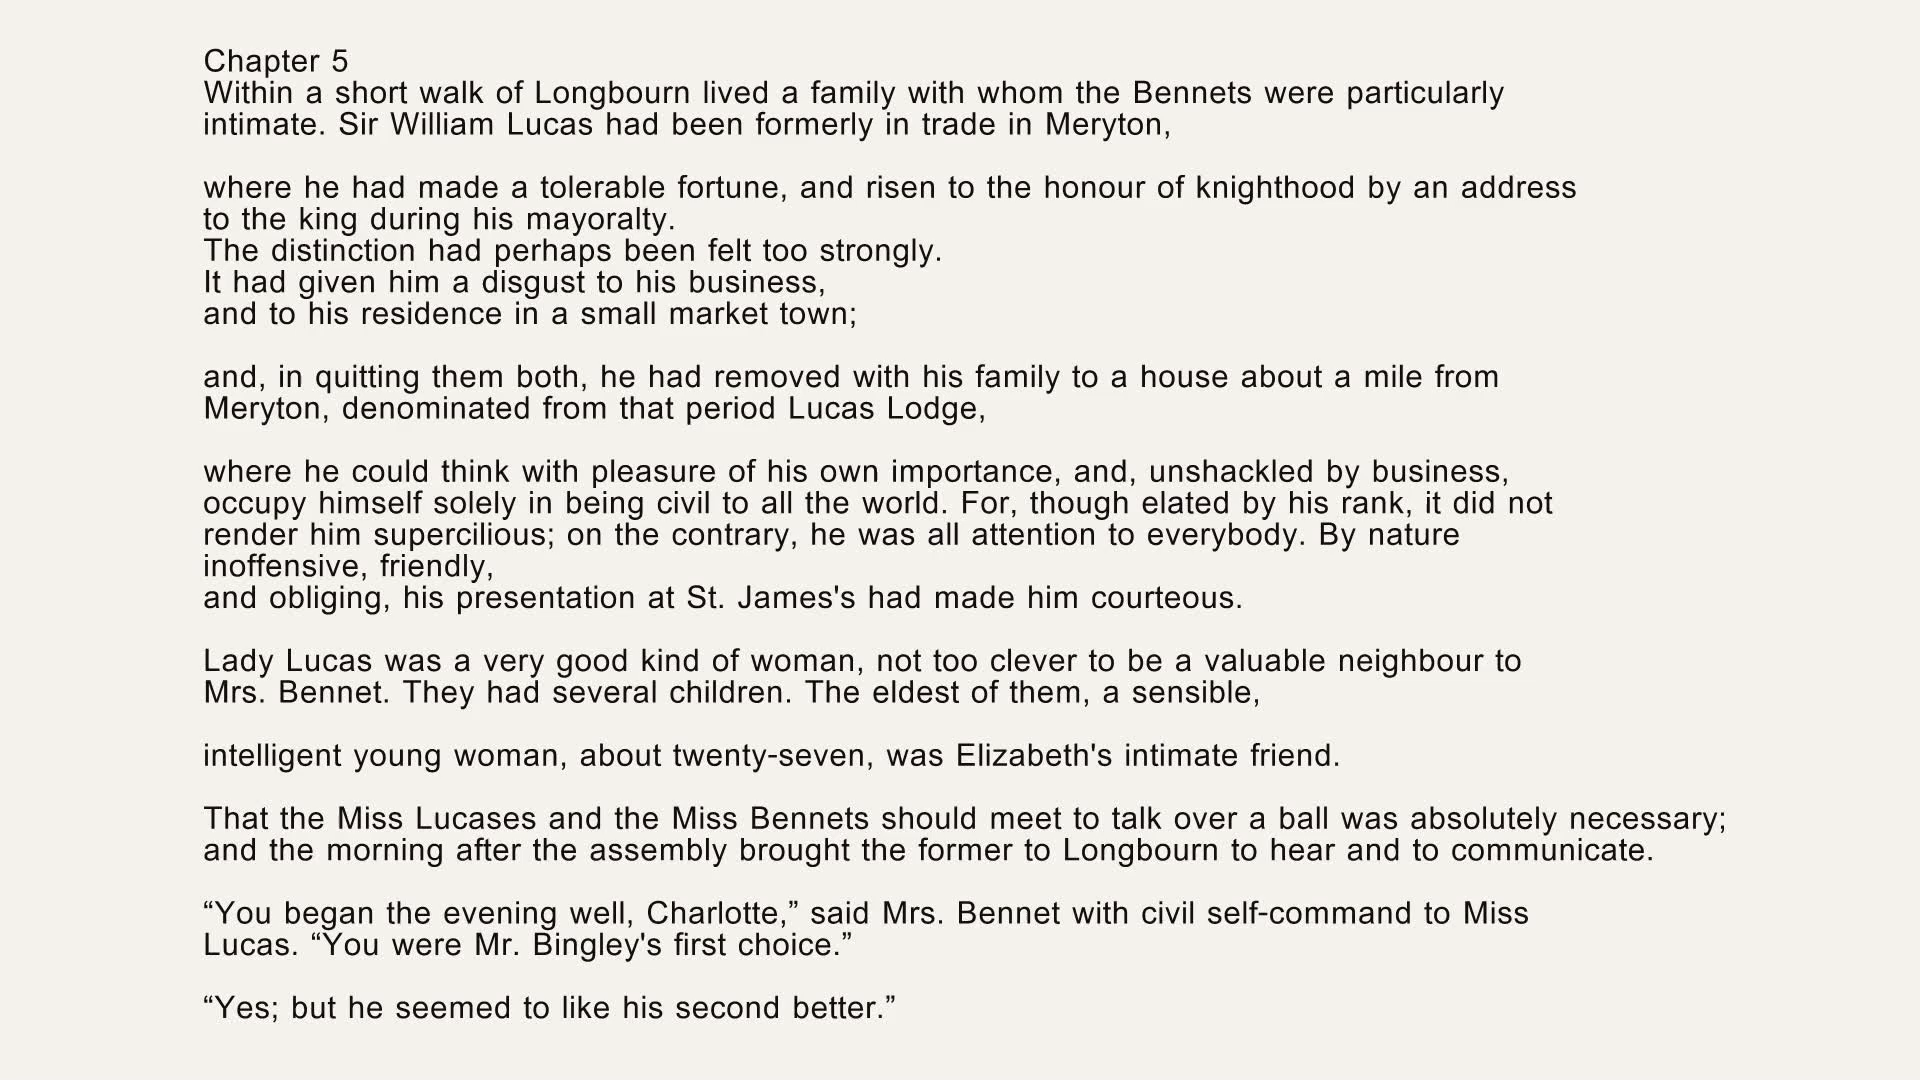 Chapter 5
Within a short walk of Longbourn lived a family with whom the Bennets were particularly
intimate. Sir William Lucas had been formerly in trade in Meryton,
where he had made a tolerable fortune, and risen to the honour of knighthood by an address
to the king during his mayoralty.
The distinction had perhaps been felt too strongly.
It had given him a disgust to his business,
and to his residence in a small market town;
and, in quitting them both, he had removed with his family to a house about a mile from
Meryton, denominated from that period Lucas Lodge,
where he could think with pleasure of his own importance, and, unshackled by business,
occupy himself solely in being civil to all the world. For, though elated by his rank, it did not
render him supercilious; on the contrary, he was all attention to everybody. By nature
inoffensive, friendly,
and obliging, his presentation at St. James's had made him courteous.
Lady Lucas was a very good kind of woman, not too clever to be a valuable neighbour to
Mrs. Bennet. They had several children. The eldest of them, a sensible,
intelligent young woman, about twenty-seven, was Elizabeth's intimate friend.
That the Miss Lucases and the Miss Bennets should meet to talk over a ball was absolutely necessary;
and the morning after the assembly brought the former to Longbourn to hear and to communicate.
“You began the evening well, Charlotte,” said Mrs. Bennet with civil self-command to Miss
Lucas. “You were Mr. Bingley's first choice.”
“Yes; but he seemed to like his second better.”